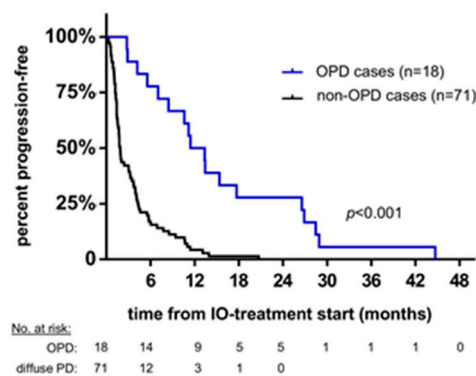 100%
75%
50%
25%
0%
percent progression-free
OPD cases (n=18)
non-OPD cases (n=71)
p<0.001
6 12 18 24 30 36 42 48
time from IO-treatment start (months)
No. at risk:
OPD: 18 14 9 5 5 1 1 1 0
diffuse PD: 71 12 3 1 0